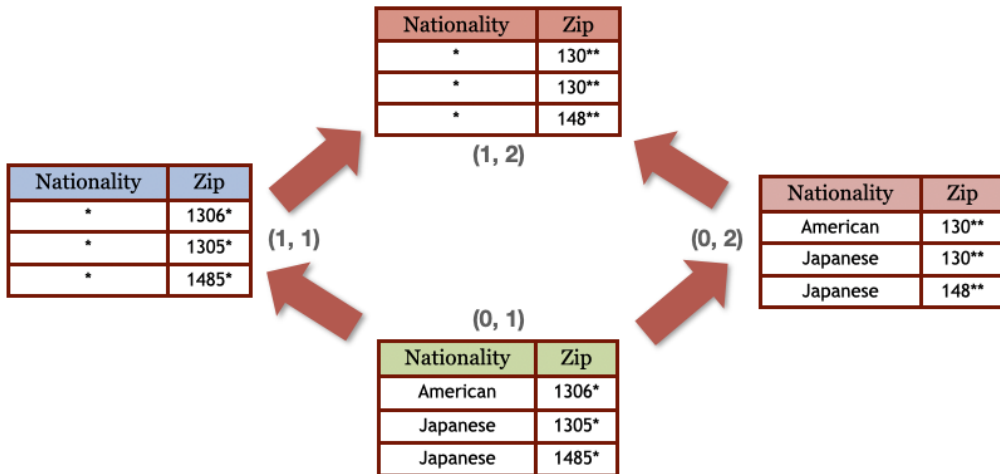 Nationality Zip
* 130**
* 130**
* 148**
(1, 2)
Nationality Zip
* 1306*
* 1305*
* 1485*
(1, 1)
(0, 2)
Nationality Zip
American 130**
Japanese 130**
Japanese 148**
(0, 1)
Nationality Zip
American 1306*
Japanese 1305*
Japanese 1485*